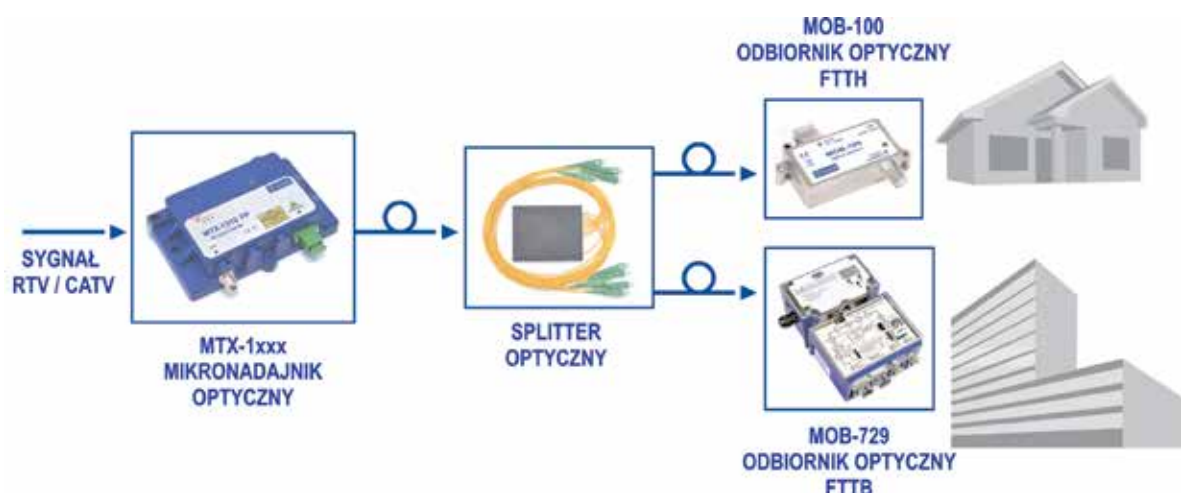 SYGNAŁ
RTV / CATV
MTX-1xxx
MIKRONADAJNIK
OPTYCZNY
SPLITTER
OPTYCZNY
MOB-100
ODBIORNIK OPTYCZNY
FTTH
MOB-729
ODBIORNIK OPTYCZNY
FTTB